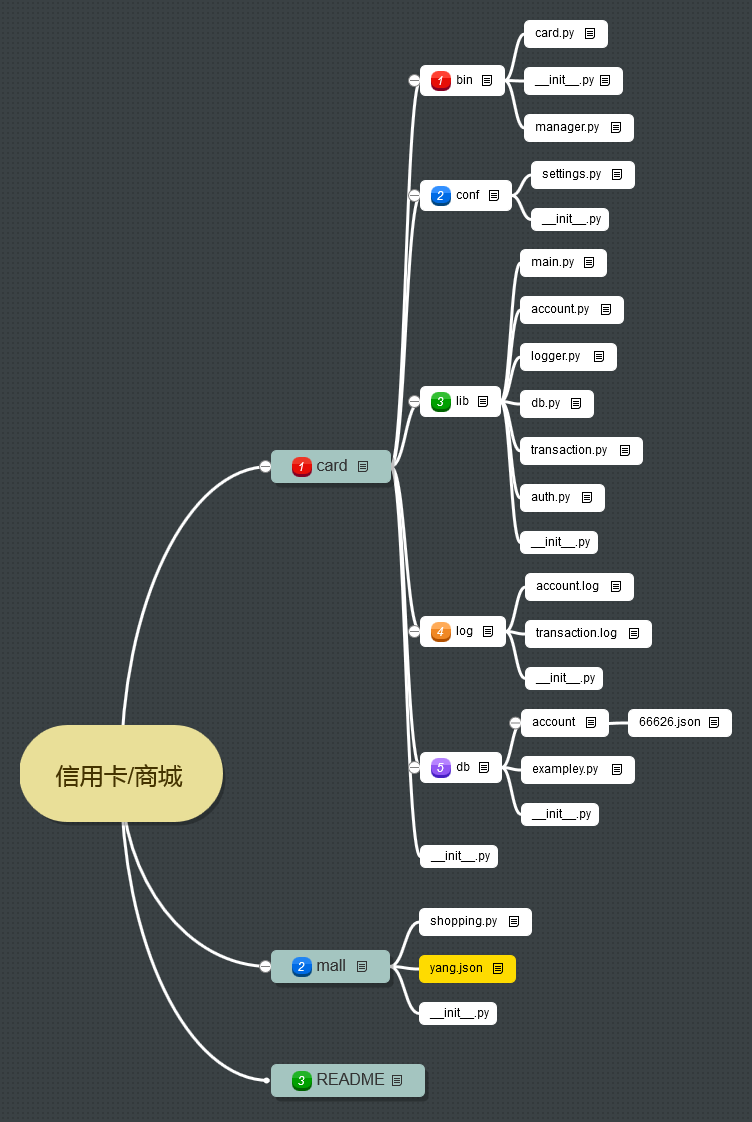 信用卡/商城
1 card
1 bin
card.py
__init__.py
manager.py
2 conf
settings.py
__init__.py
3 lib
main.py
account.py
logger.py
db.py
transaction.py
auth.py
__init__.py
4 log
account.log
transaction.log
__init__.py
5 db
account
66626.json
exampley.py
__init__.py
__init__.py
2 mall
shopping.py
yang.json
__init__.py
3 README